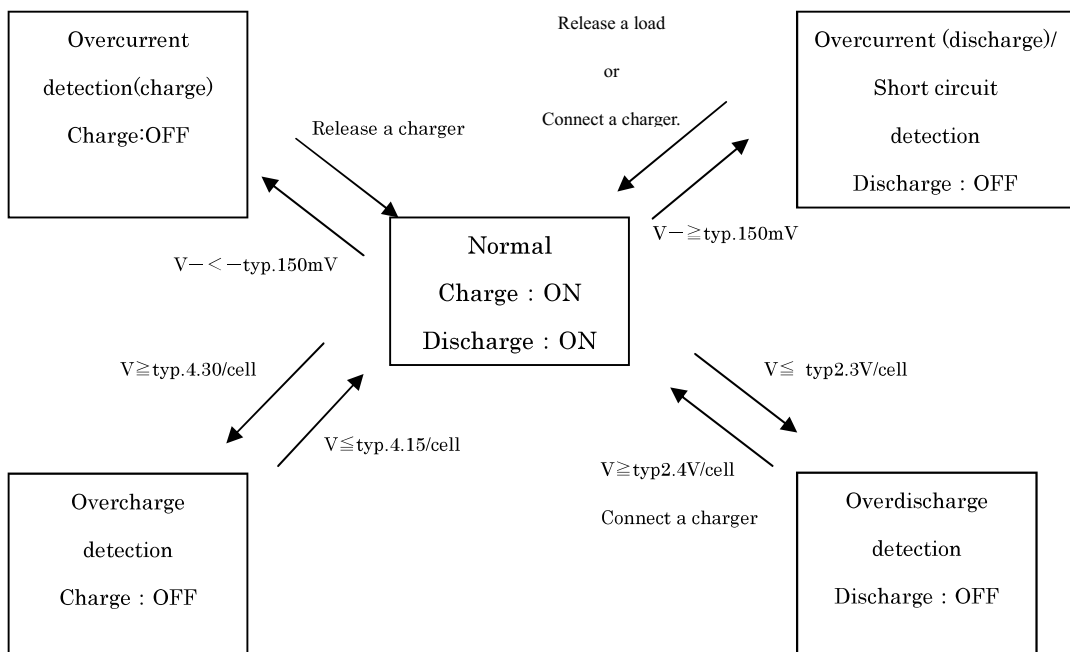 Overcurrent
detection(charge)
Charge:OFF
Release a charger
V－＜－typ.150mV
Release a load
or
Connect a charger.
Overcurrent (discharge)/
Short circuit
detection
Discharge：OFF
V－≧typ.150mV
Normal
Charge：ON
Discharge：ON
V≧typ.4.30/cell
V≦typ.4.15/cell
Overcharge
detection
Charge：OFF
V≦ typ2.3V/cell
V≧typ2.4V/cell
Connect a charger
Overdischarge
detection
Discharge：OFF